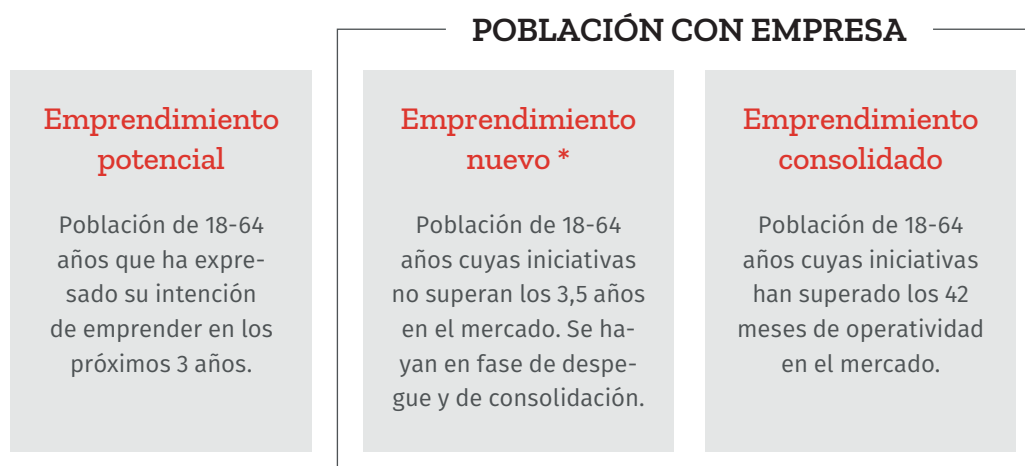 POBLACIÓN CON EMPRESA
Emprendimiento
potencial
Población de 18-64
años que ha expre-
sado su intención
de emprender en los
próximos 3 años.
Emprendimiento
nuevo *
Población de 18-64
años cuyas iniciativas
no superan los 3,5 años
en el mercado. Se ha-
yan en fase de despe-
gue y de consolidación.
Emprendimiento
consolidado
Población de 18-64
años cuyas iniciativas
han superado los 42
meses de operatividad
en el mercado.